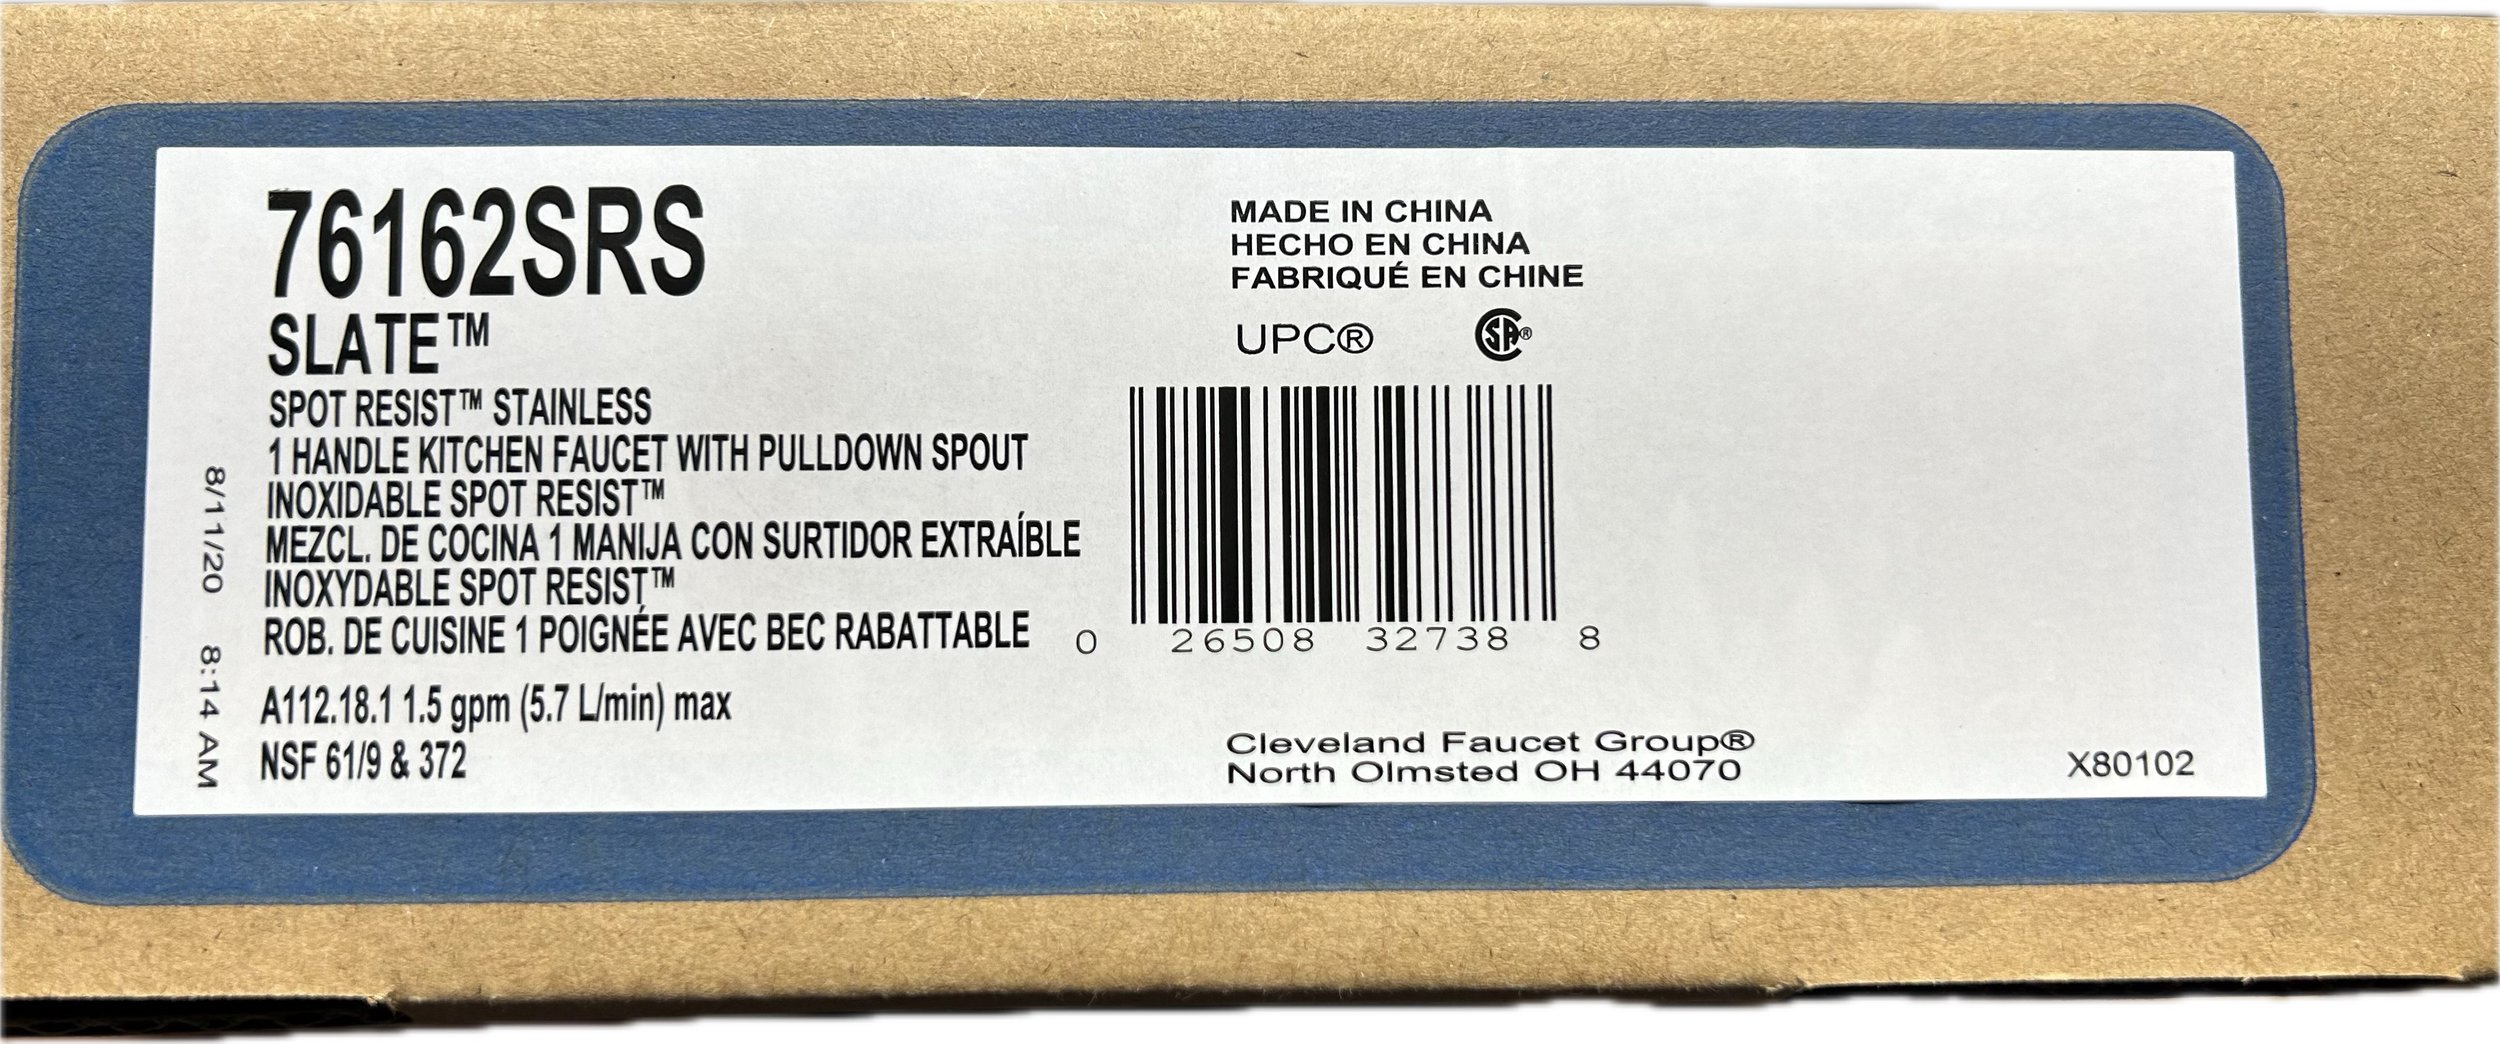 76162SRS
SLATE™
SPOT RESIST™ STAINLESS
1 HANDLE KITCHEN FAUCET WITH PULLDOWN SPOUT
INOXIDABLE SPOT RESIST™
MEZCL. DE COCINA 1 MANIJA CON SURTIDOR EXTRAÍBLE
INOXYDABLE SPOT RESIST™
ROB. DE CUISINE 1 POIGNÉE AVEC BEC RABATTABLE
A112.18.1 1.5 gpm (5.7 L/min) max
NSF 61/9 & 372
8/11/20 8:14 AM
MADE IN CHINA
HECHO EN CHINA
FABRIQUÉ EN CHINE
UPC® CSA®
0 26508 32738 8
Cleveland Faucet Group®
North Olmsted OH 44070
X80102